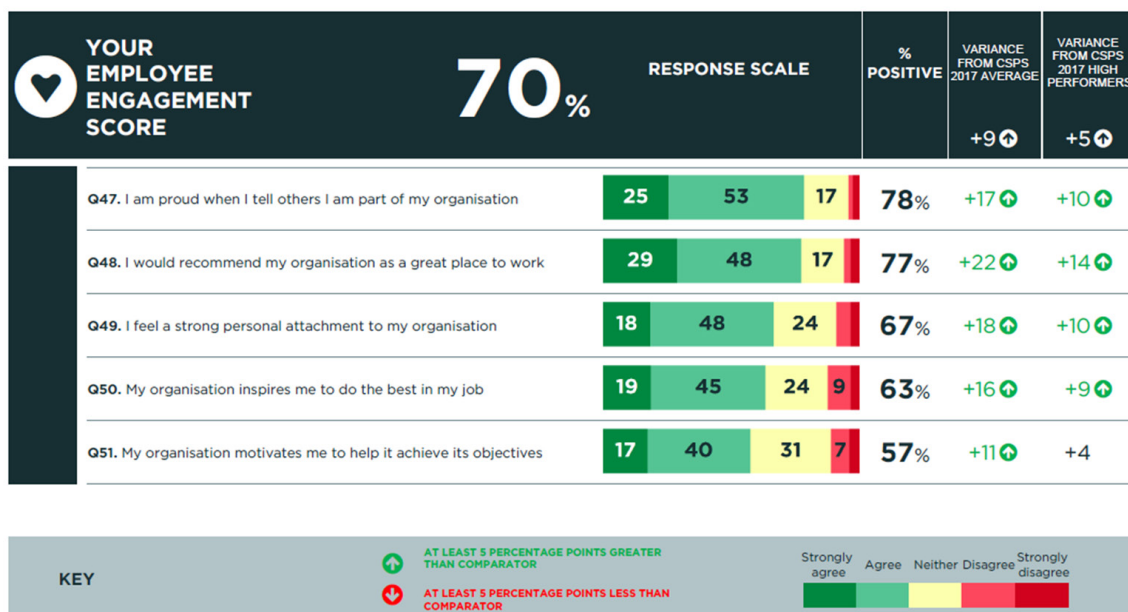 YOUR
EMPLOYEE
ENGAGEMENT
SCORE
70%
RESPONSE SCALE
%
POSITIVE
VARIANCE
FROM CSPS
2017 AVERAGE
+9
VARIANCE
FROM CSPS
2017 HIGH
PERFORMERS
+5
Q47. I am proud when I tell others I am part of my organisation 25 53 17 78% +17 +10
Q48. I would recommend my organisation as a great place to work 29 48 17 77% +22 +14
Q49. I feel a strong personal attachment to my organisation 18 48 24 67% +18 +10
Q50. My organisation inspires me to do the best in my job 19 45 24 9 63% +16 +9
Q51. My organisation motivates me to help it achieve its objectives 17 40 31 7 57% +11 +4
KEY
AT LEAST 5 PERCENTAGE POINTS GREATER
THAN COMPARATOR
AT LEAST 5 PERCENTAGE POINTS LESS THAN
COMPARATOR
Strongly
agree
Agree
Neither
Disagree
Strongly
disagree